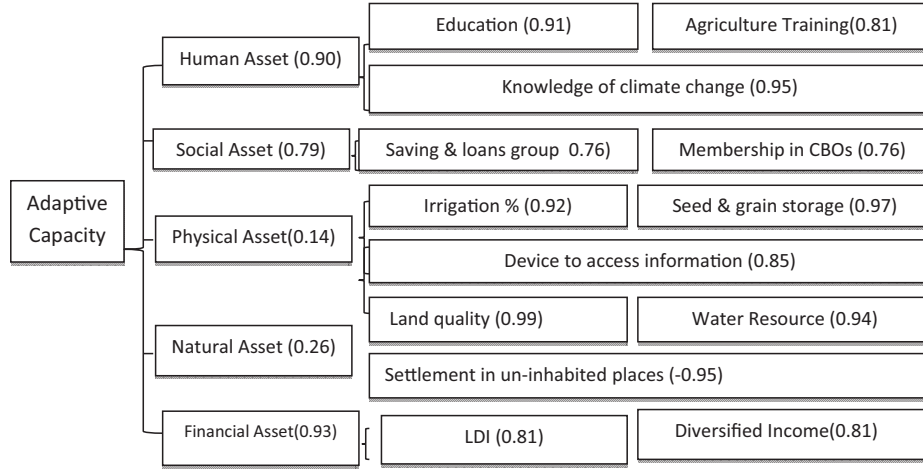 Education (0.91)
Agriculture Training(0.81)
Human Asset (0.90)
Knowledge of climate change (0.95)
Social Asset (0.79)
Saving & loans group  0.76)
Membership in CBOs (0.76)
Adaptive
Capacity
Irrigation % (0.92)
Seed & grain storage (0.97)
Physical Asset(0.14)
Device to access information (0.85)
Land quality (0.99)
Water Resource (0.94)
Natural Asset (0.26)
Settlement in un-inhabited places (-0.95)
Financial Asset(0.93)
LDI (0.81)
Diversified Income(0.81)